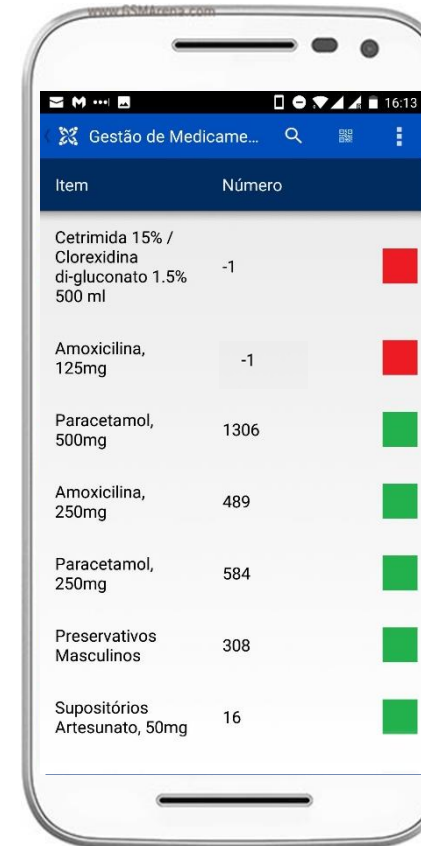 www.GSMArena.com
16:13
Gestão de Medicame...
Item Número
Cetrimida 15% /
Clorexidina
di-gluconato 1.5%
500 ml
-1
Amoxicilina,
125mg
-1
Paracetamol,
500mg
1306
Amoxicilina,
250mg
489
Paracetamol,
250mg
584
Preservativos
Masculinos
308
Supositórios
Artesunato, 50mg
16